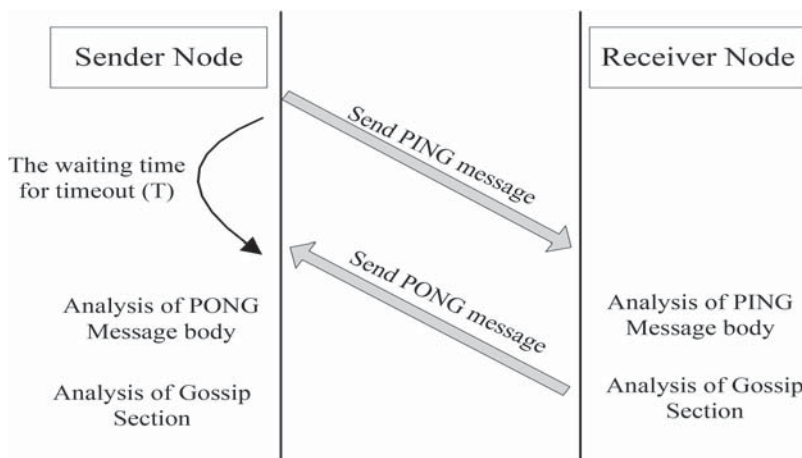 Sender Node
Receiver Node
Send PING message
The waiting time
for timeout (T)
Send PONG message
Analysis of PONG
Message body
Analysis of PING
Message body
Analysis of Gossip
Section
Analysis of Gossip
Section